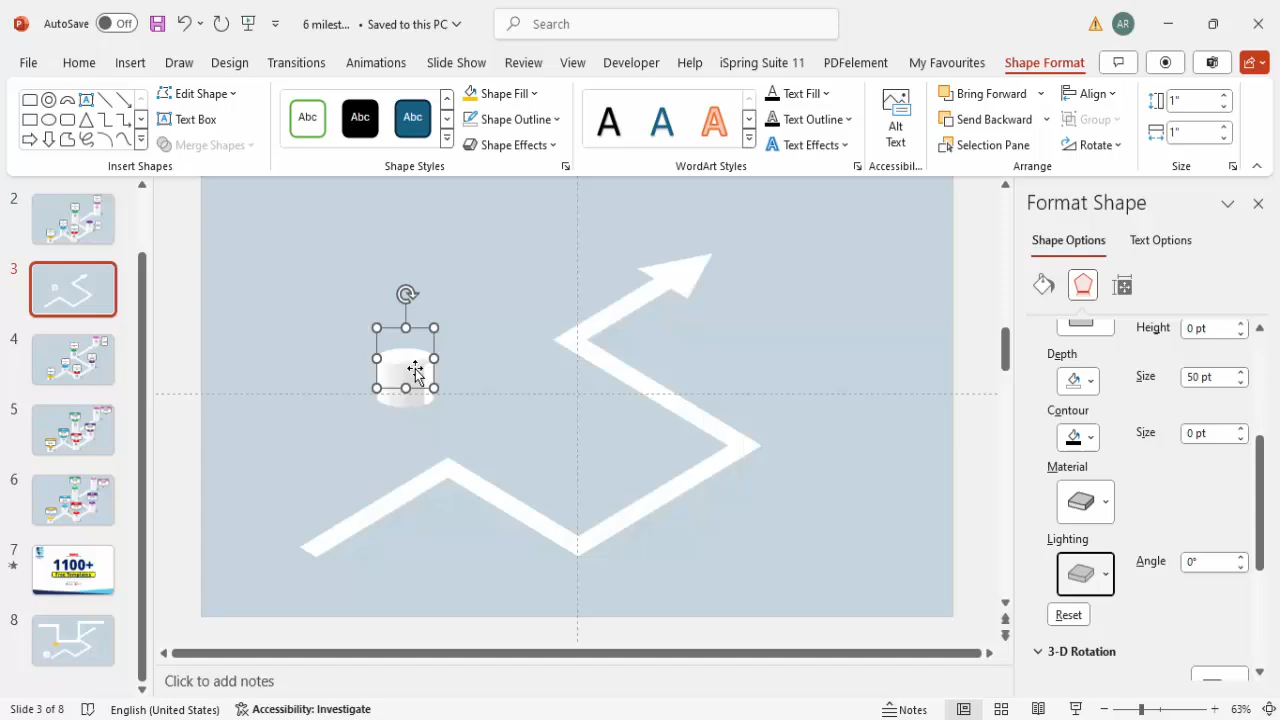 AutoSave Off 6 milest... • Saved to this PC Search AR
File Home Insert Draw Design Transitions Animations Slide Show Review View Developer Help iSpring Suite 11 PDFelement My Favourites Shape Format
Edit Shape
Text Box
Merge Shapes
Insert Shapes
Abc Abc Abc
Shape Fill
Shape Outline
Shape Effects
Shape Styles
A A A
Text Fill
Text Outline
Text Effects
WordArt Styles
Alt
Text
Accessibil...
Bring Forward
Send Backward
Selection Pane
Align
Group
Rotate
Arrange
1"
1"
Size
2
3
4
5
6
7
1100+
8
Format Shape
Shape Options Text Options
Height 0 pt
Depth
Size 50 pt
Contour
Size 0 pt
Material
Lighting
Angle 0°
Reset
3-D Rotation
Click to add notes
Slide 3 of 8 English (United States) Accessibility: Investigate Notes 63%